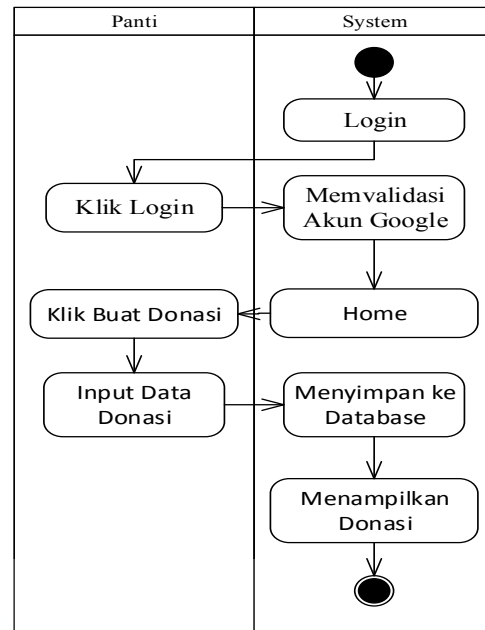 Panti
System
Login
Klik Login
Memvalidasi
Akun Google
Home
Klik Buat Donasi
Input Data
Donasi
Menyimpan ke
Database
Menampilkan
Donasi